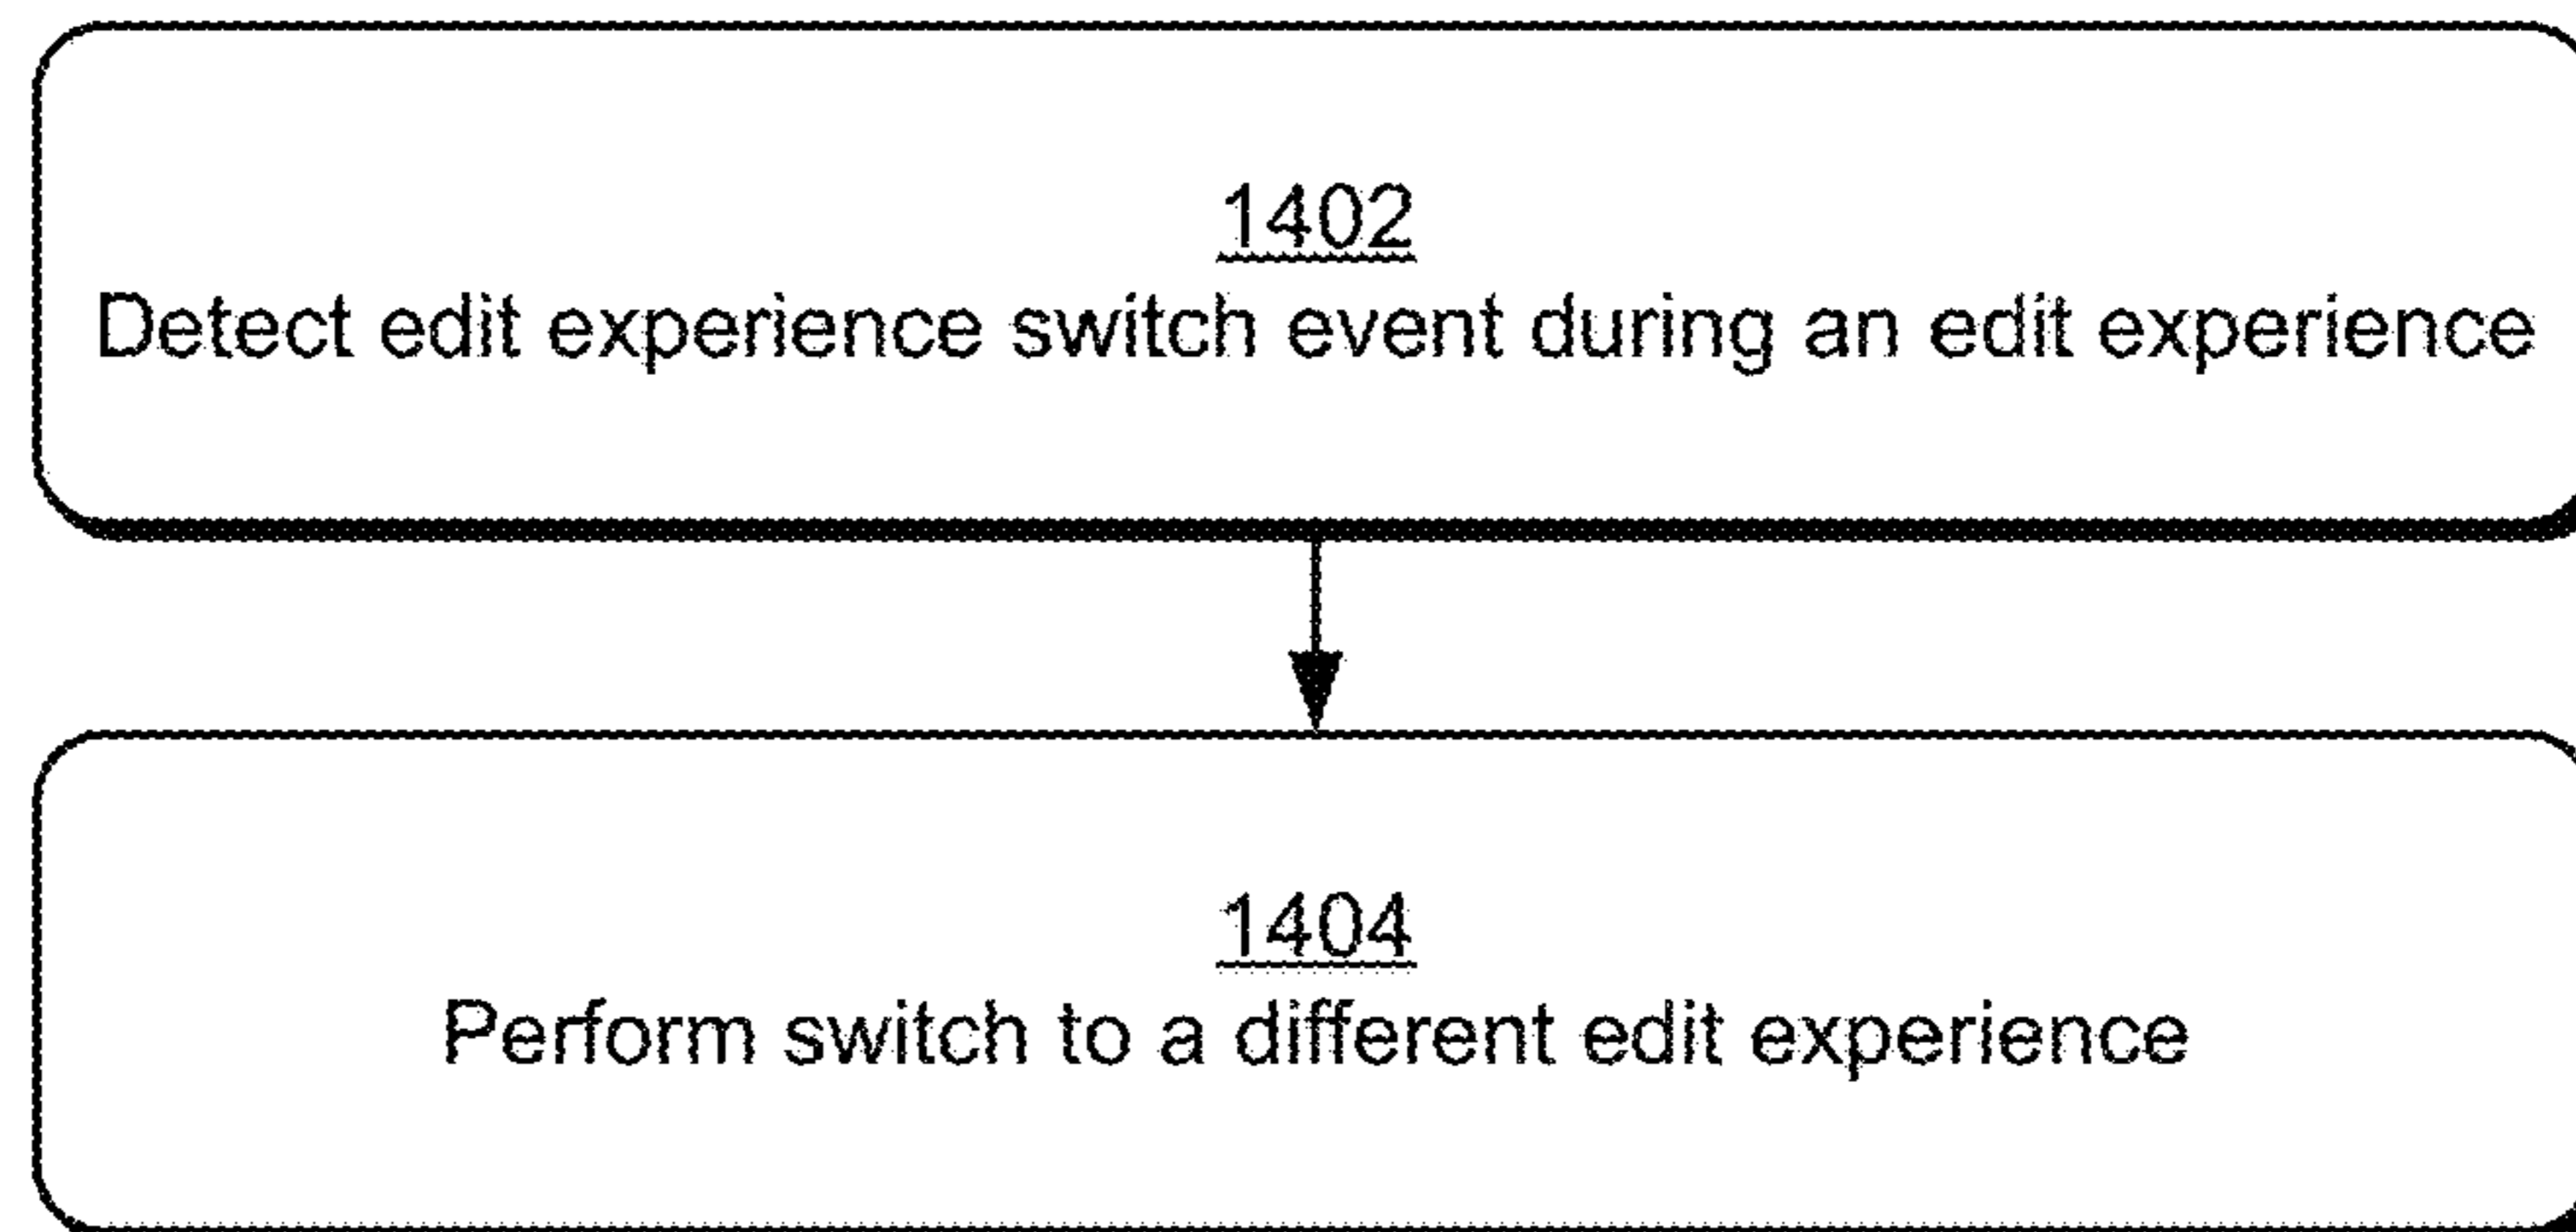 1402
Detect edit experience switch event during an edit experience
1404
Perform switch to a different edit experience